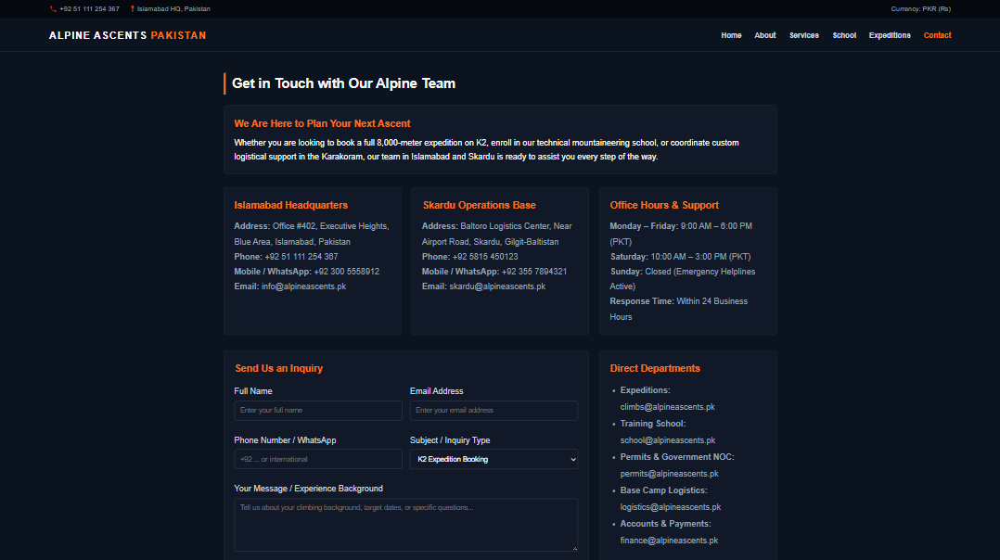 +92 51 111 254 367 Islamabad HQ, Pakistan Currency: PKR (₨)
ALPINE ASCENTS PAKISTAN Home About Services School Expeditions Contact
Get in Touch with Our Alpine Team
We Are Here to Plan Your Next Ascent
Whether you are looking to book a full 8,000-meter expedition on K2, enroll in our technical mountaineering school, or coordinate custom
logistical support in the Karakoram, our team in Islamabad and Skardu is ready to assist you every step of the way.
Islamabad Headquarters
Address: Office #402, Executive Heights,
Blue Area, Islamabad, Pakistan
Phone: +92 51 111 254 367
Mobile / WhatsApp: +92 300 5558912
Email: info@alpineascents.pk
Skardu Operations Base
Address: Baltoro Logistics Center, Near
Airport Road, Skardu, Gilgit-Baltistan
Phone: +92 5815 450123
Mobile / WhatsApp: +92 355 7894321
Email: skardu@alpineascents.pk
Office Hours & Support
Monday – Friday: 9:00 AM – 6:00 PM
(PKT)
Saturday: 10:00 AM – 3:00 PM (PKT)
Sunday: Closed (Emergency Helplines
Active)
Response Time: Within 24 Business
Hours
Send Us an Inquiry
Full Name
Enter your full name
Email Address
Enter your email address
Phone Number / WhatsApp
+92 ... or international
Subject / Inquiry Type
K2 Expedition Booking
Your Message / Experience Background
Tell us about your climbing background, target dates, or specific questions...
Direct Departments
• Expeditions:
climbs@alpineascents.pk
• Training School:
school@alpineascents.pk
• Permits & Government NOC:
permits@alpineascents.pk
• Base Camp Logistics:
logistics@alpineascents.pk
• Accounts & Payments:
finance@alpineascents.pk